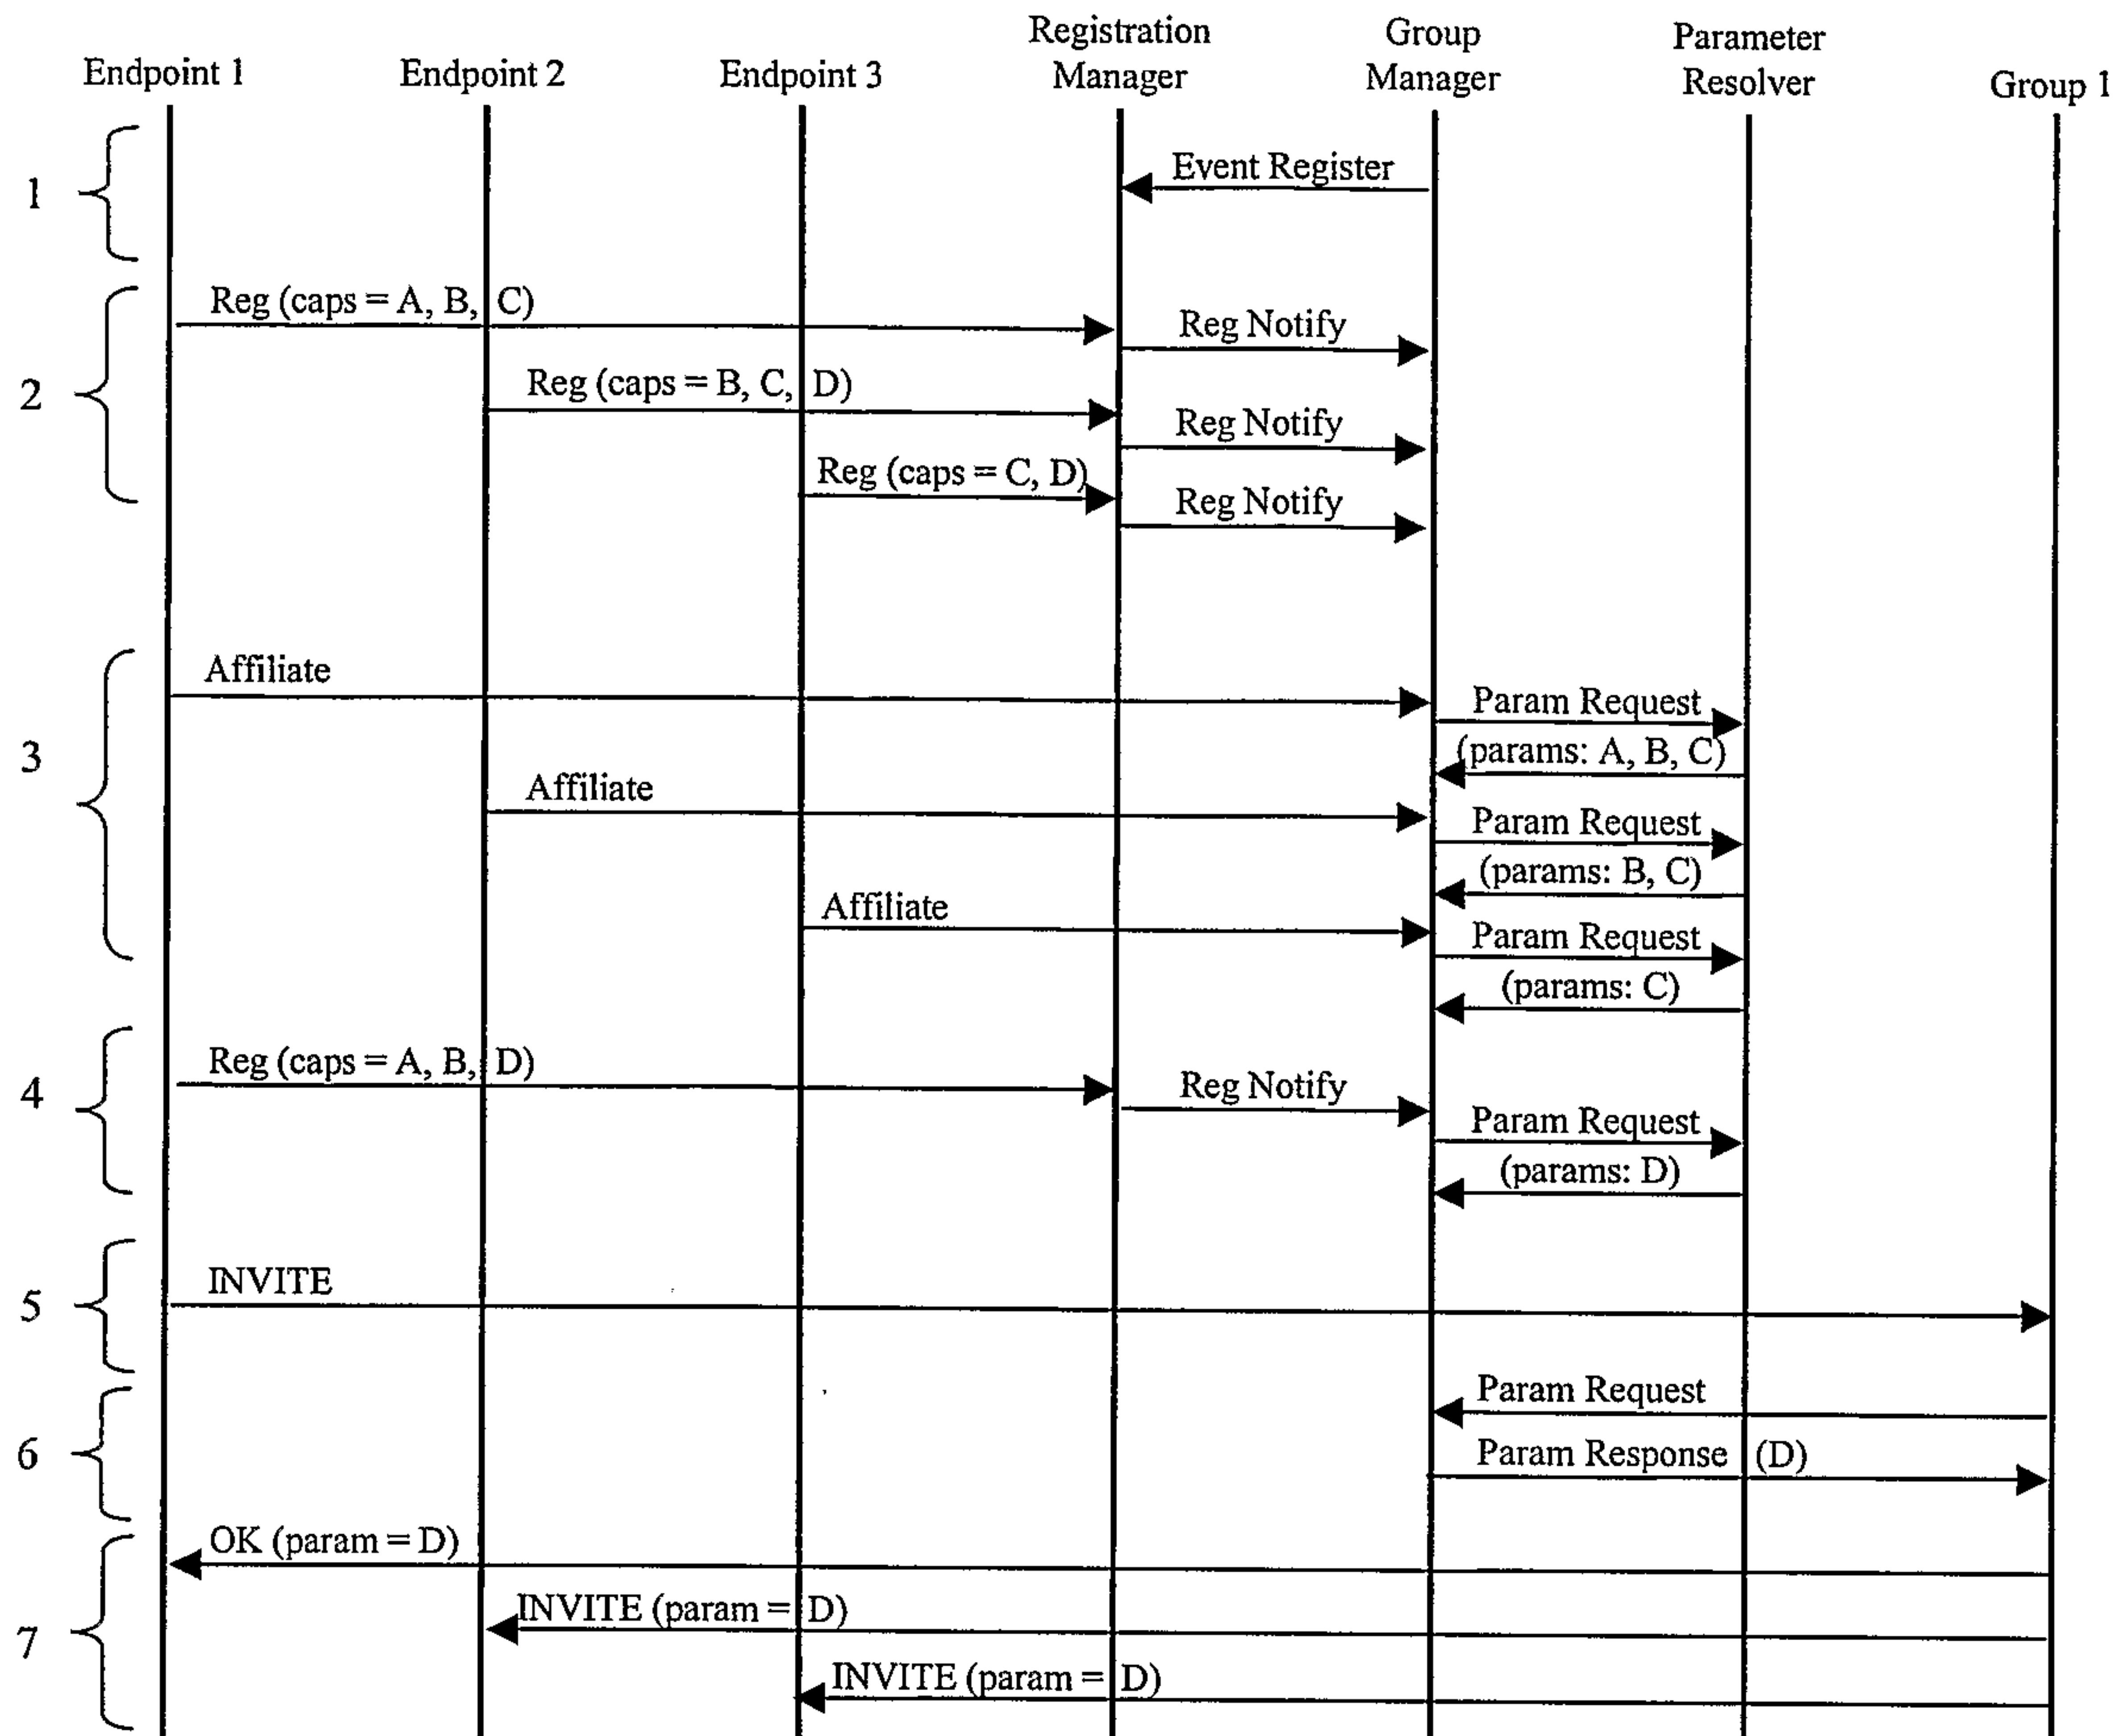 Endpoint 1
Endpoint 2
Endpoint 3
Registration
Manager
Group
Manager
Parameter
Resolver
Group 1
1
Event Register
2
Reg (caps = A, B, C)
Reg Notify
Reg (caps = B, C, D)
Reg Notify
Reg (caps = C, D)
Reg Notify
3
Affiliate
Param Request
(params: A, B, C)
Affiliate
Param Request
(params: B, C)
Affiliate
Param Request
(params: C)
4
Reg (caps = A, B, D)
Reg Notify
Param Request
(params: D)
5
INVITE
6
Param Request
Param Response (D)
7
OK (param = D)
INVITE (param = D)
INVITE (param = D)